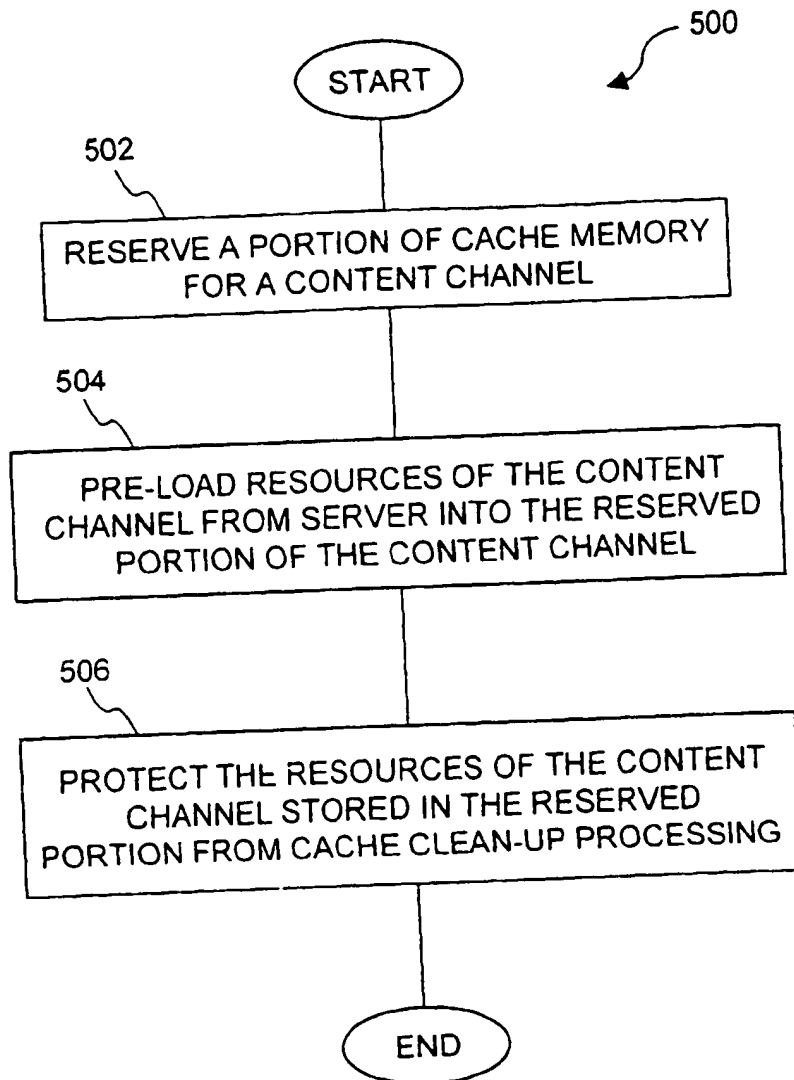 500
START
502
RESERVE A PORTION OF CACHE MEMORY
FOR A CONTENT CHANNEL
504
PRE-LOAD RESOURCES OF THE CONTENT
CHANNEL FROM SERVER INTO THE RESERVED
PORTION OF THE CONTENT CHANNEL
506
PROTECT THE RESOURCES OF THE CONTENT
CHANNEL STORED IN THE RESERVED
PORTION FROM CACHE CLEAN-UP PROCESSING
END